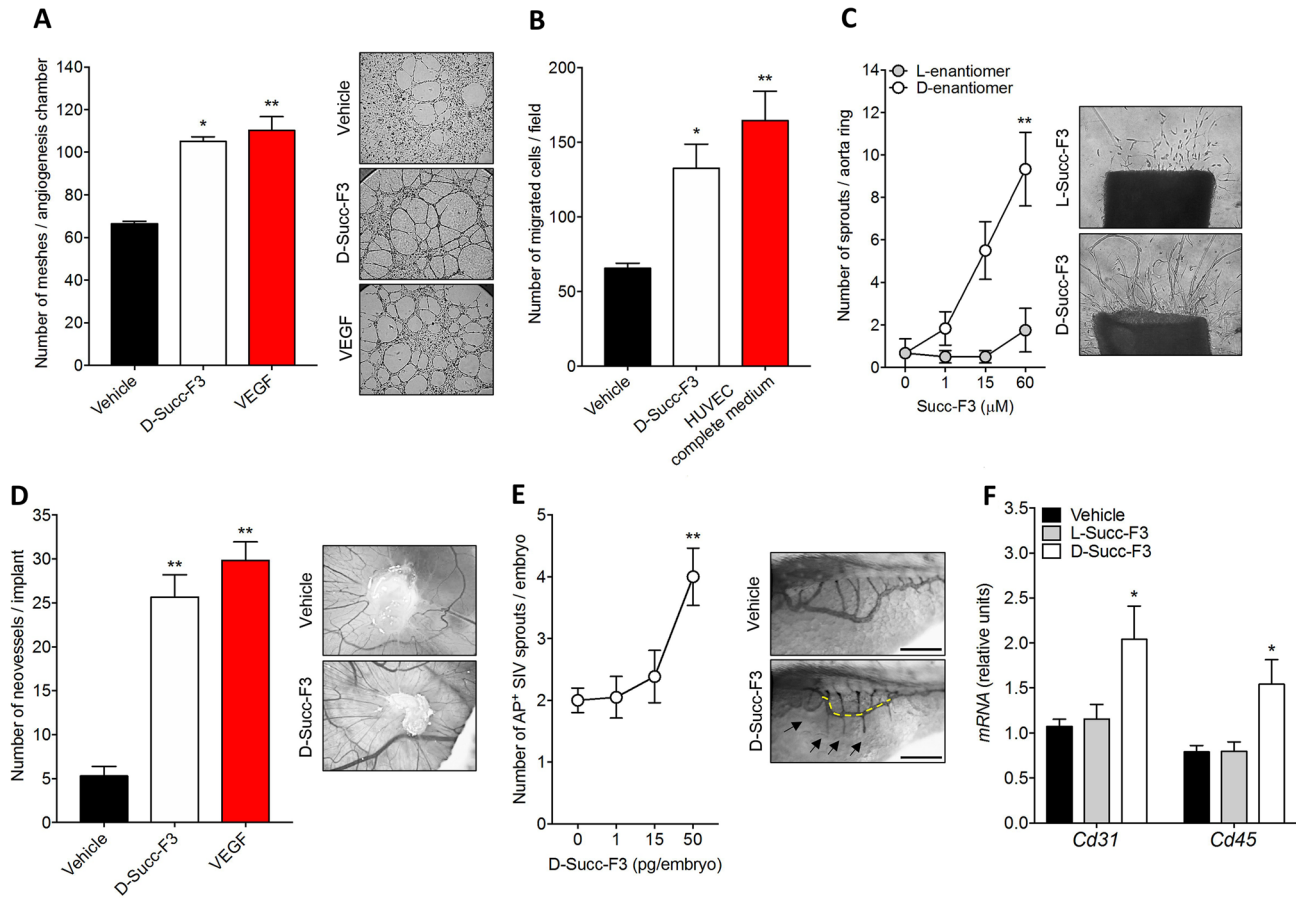 A
Number of meshes / angiogenesis chamber
140
120
100
80
60
40
20
0
*
**
Vehicle
D-Succ-F3
VEGF
Vehicle
D-Succ-F3
VEGF
B
Number of migrated cells / field
200
150
100
50
0
*
**
Vehicle
D-Succ-F3
HUVEC
complete medium
C
L-enantiomer
D-enantiomer
Number of sprouts / aorta ring
14
12
10
8
6
4
2
0
**
0
1
15
60
Succ-F3 (μM)
L-Succ-F3
D-Succ-F3
D
Number of neovessels / implant
35
30
25
20
15
10
5
0
**
**
Vehicle
D-Succ-F3
VEGF
Vehicle
D-Succ-F3
E
Number of AP⁺ SIV sprouts / embryo
5
4
3
2
1
0
**
0
1
15
50
D-Succ-F3 (pg/embryo)
Vehicle
D-Succ-F3
F
Vehicle
L-Succ-F3
D-Succ-F3
mRNA (relative units)
3.5
3.0
2.5
2.0
1.5
1.0
0.5
0.0
*
*
Cd31
Cd45